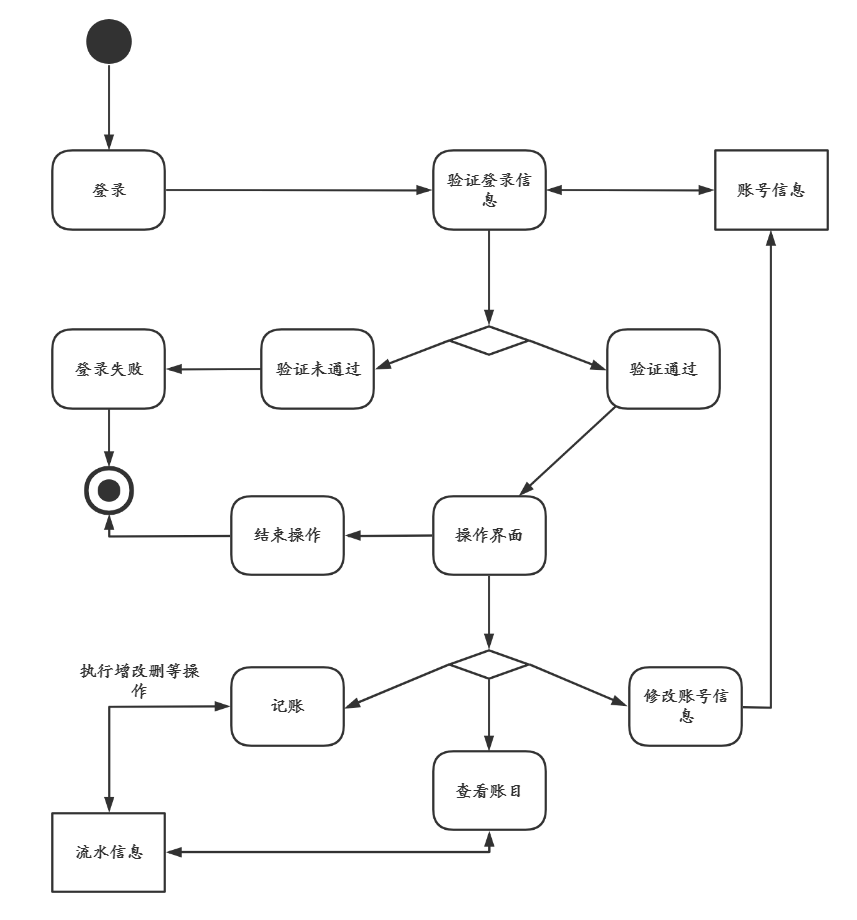 登录
验证登录信
息
账号信息
登录失败
验证未通过
验证通过
结束操作
操作界面
执行增改删等操
作
记账
修改账号信
息
查看账目
流水信息